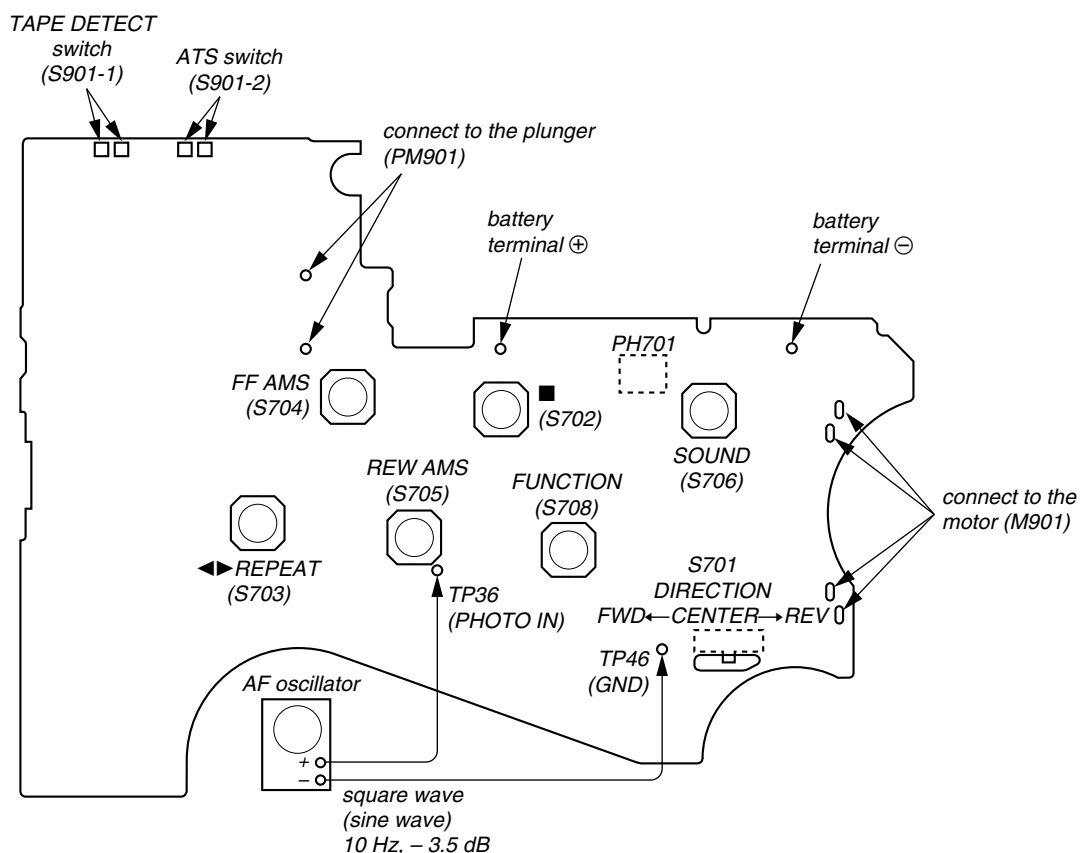 TAPE DETECT
switch
(S901-1)
ATS switch
(S901-2)
connect to the plunger
(PM901)
battery
terminal ⊕
battery
terminal ⊖
PH701
FF AMS
(S704)
■
(S702)
SOUND
(S706)
REW AMS
(S705)
FUNCTION
(S708)
connect to the
motor (M901)
◀▶REPEAT
(S703)
TP36
(PHOTO IN)
S701
DIRECTION
FWD←CENTER→REV
TP46
(GND)
AF oscillator
+
–
square wave
(sine wave)
10 Hz, – 3.5 dB